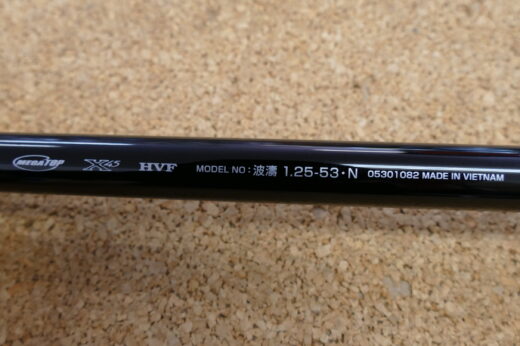 MEGATOP X45 HVF MODEL NO:波濤 1.25-53・N 05301082 MADE IN VIETNAM